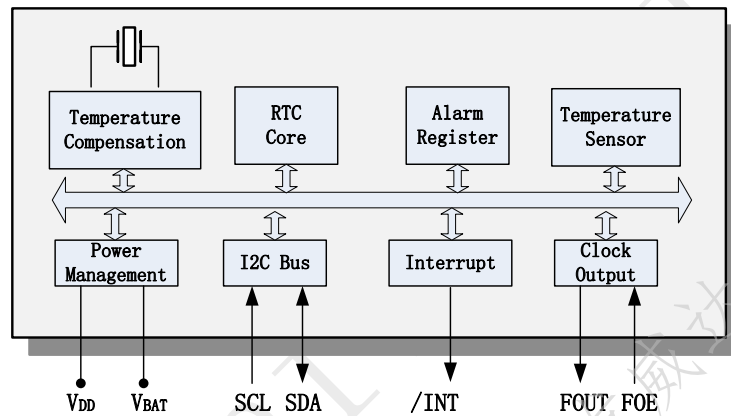 Temperature
Compensation
RTC
Core
Alarm
Register
Temperature
Sensor
Power
Management
I2C Bus
Interrupt
Clock
Output
VDD VBAT SCL SDA /INT FOUT FOE